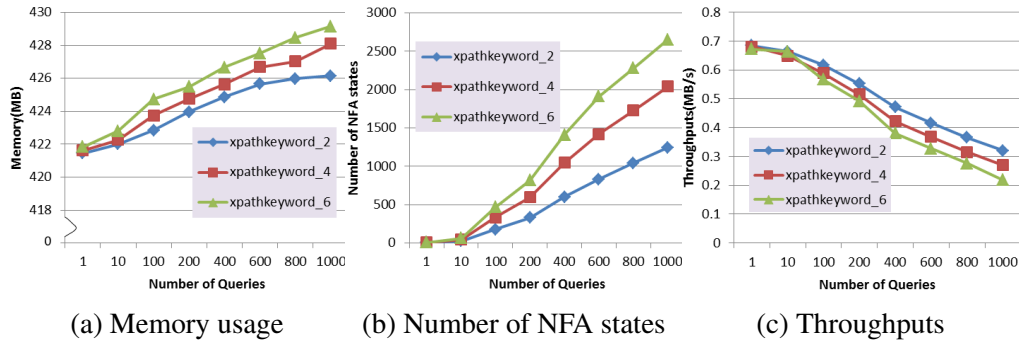 Memory(MB)
430
428
426
424
422
420
418
0
xpathkeyword_2
xpathkeyword_4
xpathkeyword_6
1 10 100 200 400 600 800 1000
Number of Queries
(a) Memory usage
Number of NFA states
3000
2500
2000
1500
1000
500
0
xpathkeyword_2
xpathkeyword_4
xpathkeyword_6
1 10 100 200 400 600 800 1000
Number of Queries
(b) Number of NFA states
Throughputs(MB/s)
0.8
0.7
0.6
0.5
0.4
0.3
0.2
0.1
0
xpathkeyword_2
xpathkeyword_4
xpathkeyword_6
1 10 100 200 400 600 800 1000
Number of Queries
(c) Throughputs